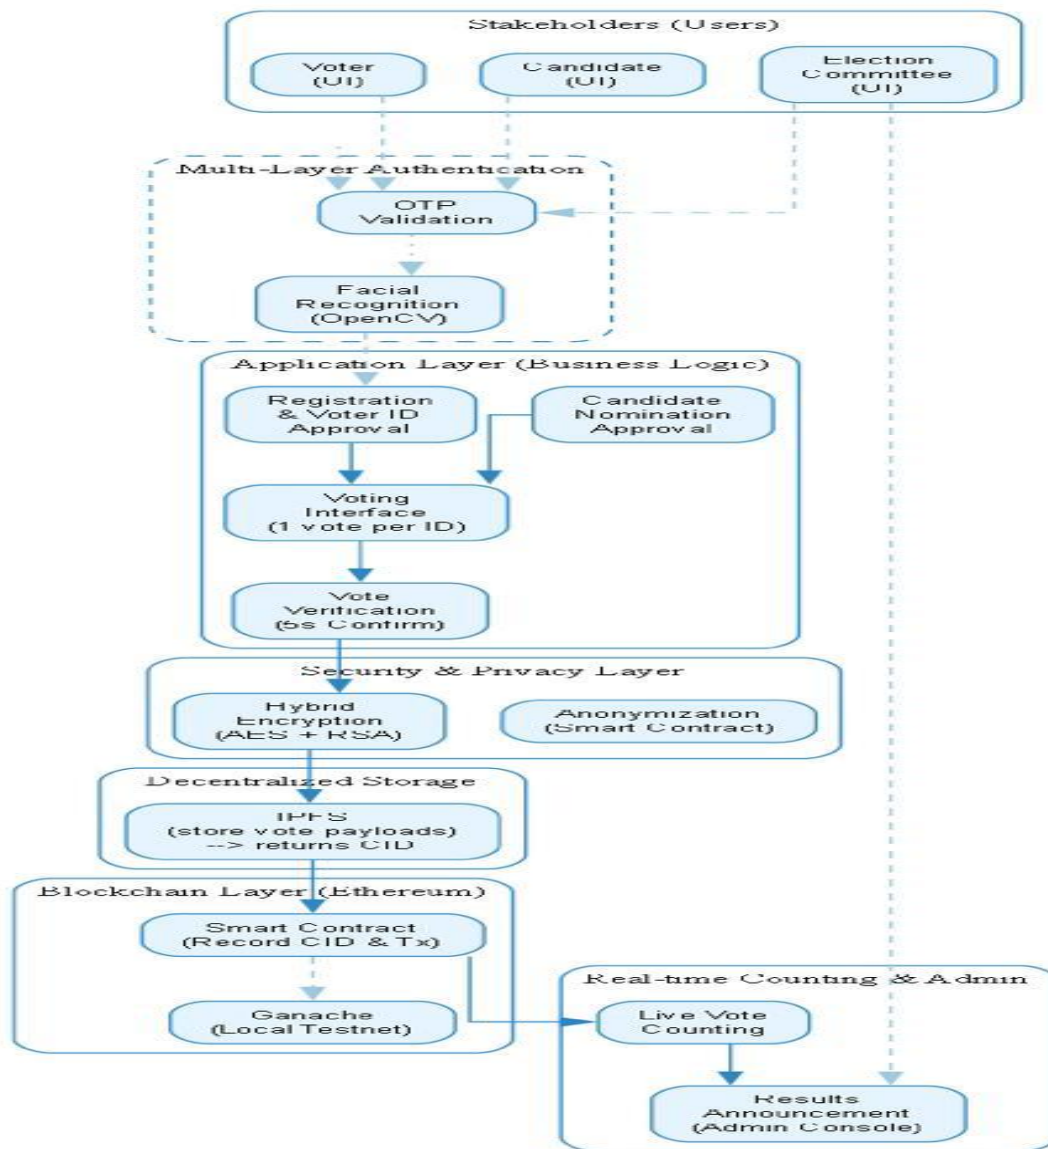 Stakeholders (Users)
Voter
(UI)
Candidate
(UI)
Election
Committee
(UI)
Multi-Layer Authentication
OTP
Validation
Facial
Recognition
(OpenCV)
Application Layer (Business Logic)
Registration
& Voter ID
Approval
Candidate
Nomination
Approval
Voting
Interface
(1 vote per ID)
Vote
Verification
(5s Confirm)
Security & Privacy Layer
Hybrid
Encryption
(AES + RSA)
Anonymization
(Smart Contract)
Decentralized Storage
IPFS
(store vote payloads)
--> returns CID
Blockchain Layer (Ethereum)
Smart Contract
(Record CID & Tx)
Ganache
(Local Testnet)
Real-time Counting & Admin
Live Vote
Counting
Results
Announcement
(Admin Console)